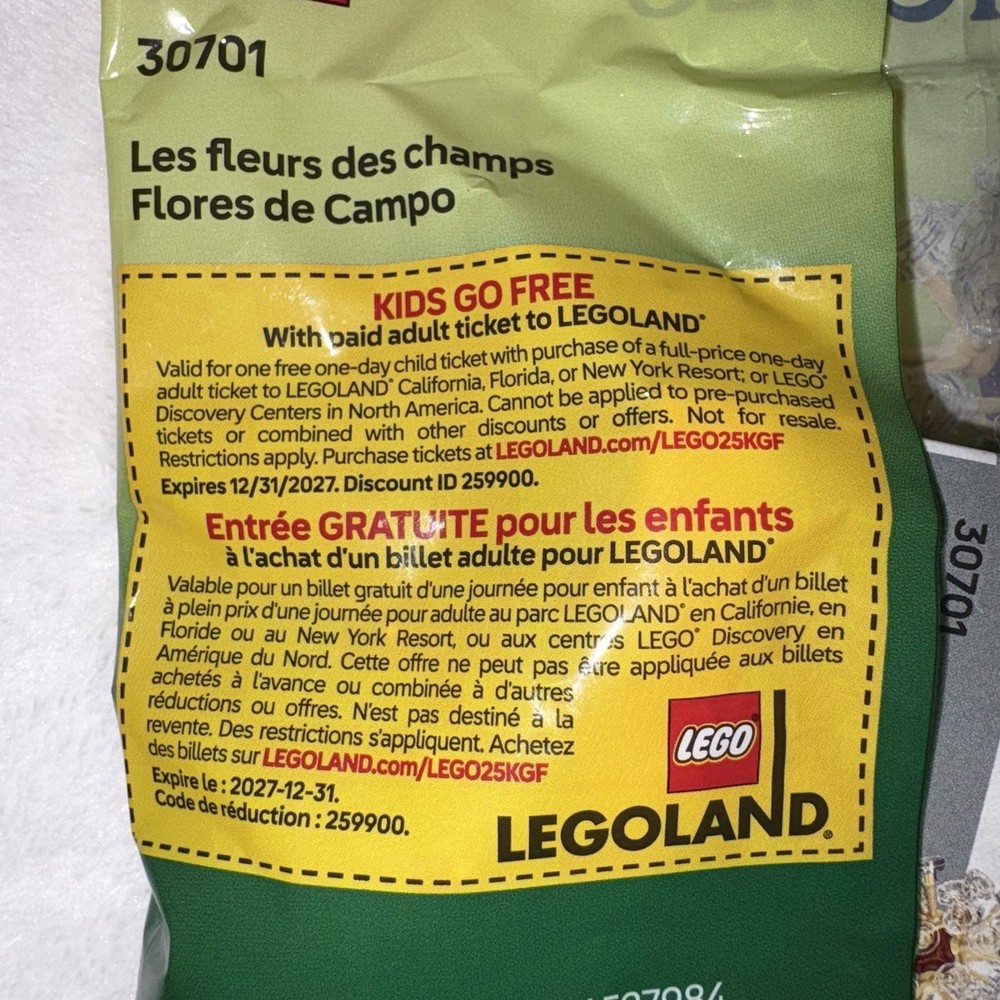 30701
Les fleurs des champs
Flores de Campo
KIDS GO FREE
With paid adult ticket to LEGOLAND®
Valid for one free one-day child ticket with purchase of a full-price one-day
adult ticket to LEGOLAND® California, Florida, or New York Resort; or LEGO®
Discovery Centers in North America. Cannot be applied to pre-purchased
tickets or combined with other discounts or offers. Not for resale.
Restrictions apply. Purchase tickets at LEGOLAND.com/LEGO25KGF
Expires 12/31/2027. Discount ID 259900.
Entrée GRATUITE pour les enfants
à l'achat d'un billet adulte pour LEGOLAND®
Valable pour un billet gratuit d'une journée pour enfant à l'achat d'un billet
à plein prix d'une journée pour adulte au parc LEGOLAND® en Californie, en
Floride ou au New York Resort, ou aux centres LEGO® Discovery en
Amérique du Nord. Cette offre ne peut pas être appliquée aux billets
achetés à l'avance ou combinée à d'autres
réductions ou offres. N'est pas destiné à la
revente. Des restrictions s'appliquent. Achetez
des billets sur LEGOLAND.com/LEGO25KGF
Expire le : 2027-12-31.
Code de réduction : 259900.
LEGO
LEGOLAND®
30701